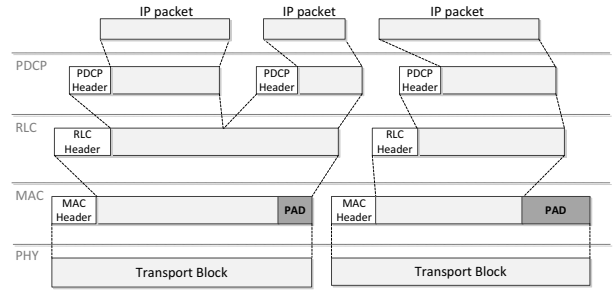 IP packet
IP packet
IP packet
PDCP
PDCP
Header
PDCP
Header
PDCP
Header
RLC
RLC
Header
RLC
Header
MAC
MAC
Header
PAD
MAC
Header
PAD
PHY
Transport Block
Transport Block